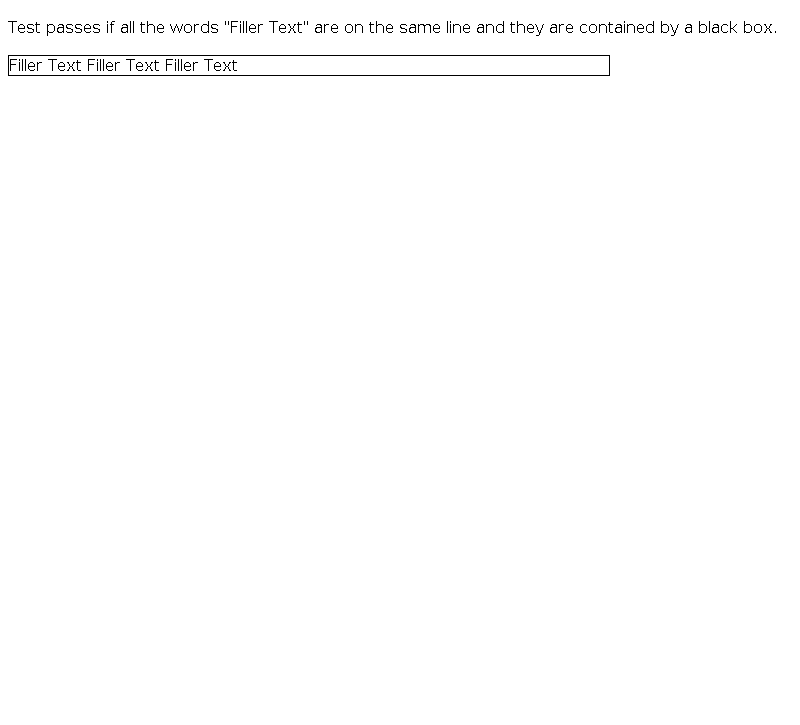 Test passes if all the words "Filler Text" are on the same line and they are contained by a black box.
Filler Text Filler Text Filler Text